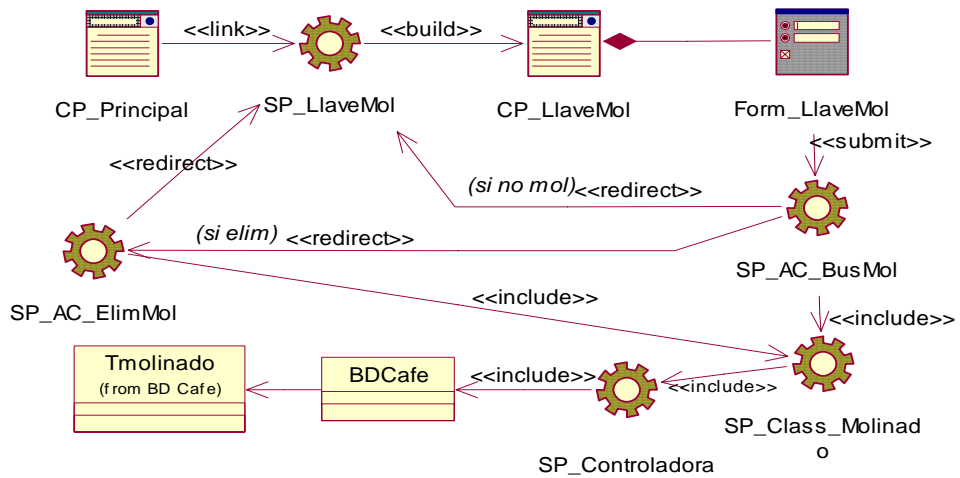 <<link>>
<<build>>
CP_Principal
SP_LlaveMol
CP_LlaveMol
Form_LlaveMol
<<submit>>
<<redirect>>
(si no mol)
<<redirect>>
(si elim)
<<redirect>>
SP_AC_BusMol
SP_AC_ElimMol
<<include>>
<<include>>
Tmolinado
(from BD Cafe)
BDCafe
<<include>>
<<include>>
SP_Class_Molinad
o
SP_Controladora